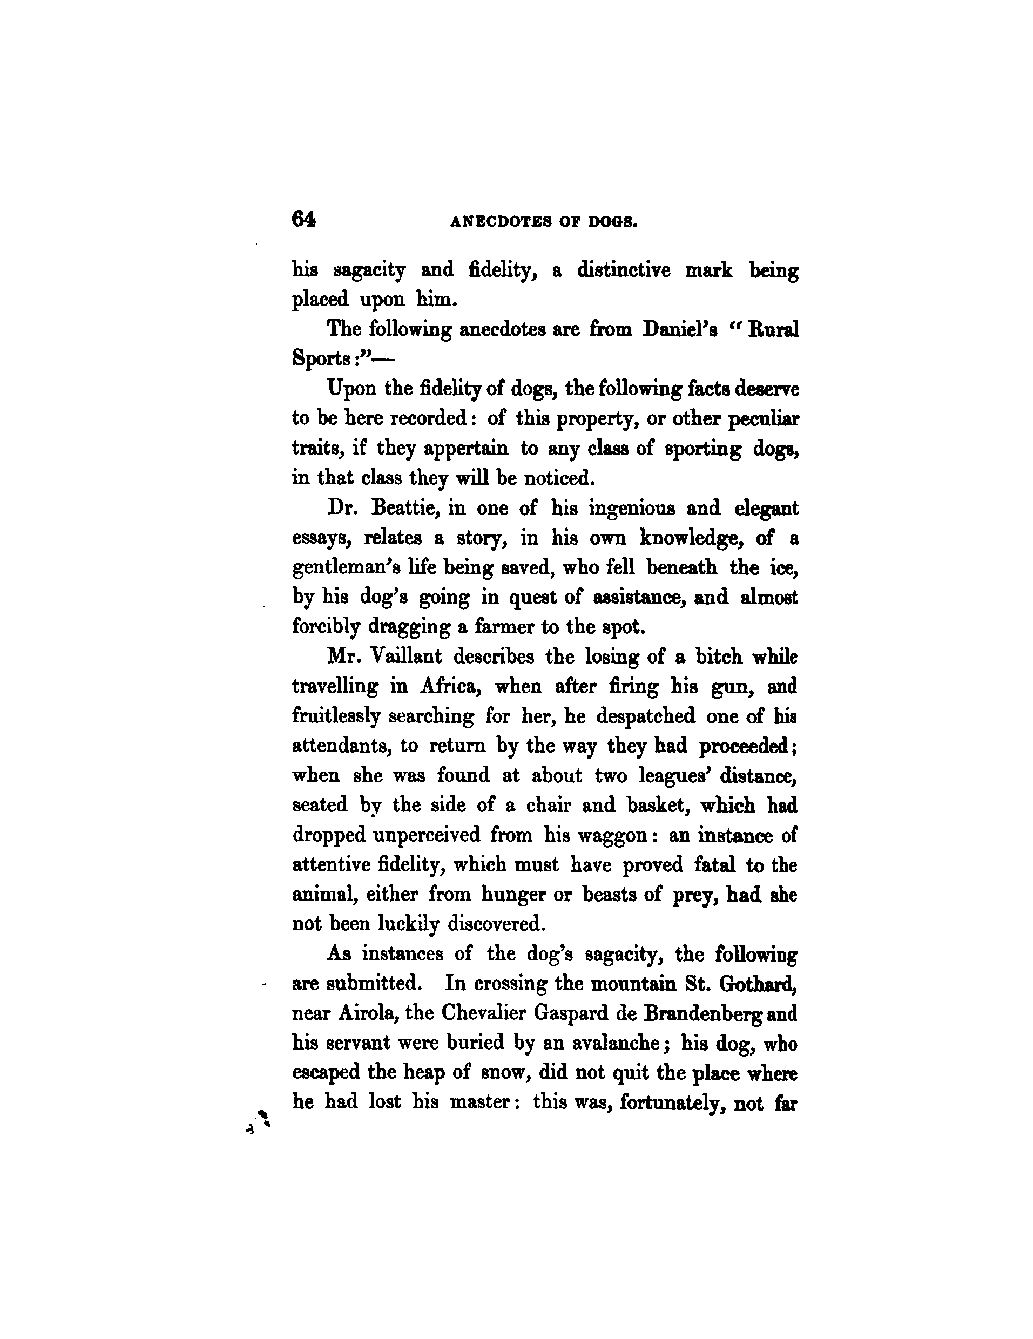 64 ANECDOTES OF DOGS.
his sagacity and fidelity, a distinctive mark being
placed upon him.
The following anecdotes are from Daniel's “ Rural
Sports :”—
Upon the fidelity of dogs, the following facts deserve
to be here recorded : of this property, or other peculiar
traits, if they appertain to any class of sporting dogs,
in that class they will be noticed.
Dr. Beattie, in one of his ingenious and elegant
essays, relates a story, in his own knowledge, of a
gentleman's life being saved, who fell beneath the ice,
by his dog's going in quest of assistance, and almost
forcibly dragging a farmer to the spot.
Mr. Vaillant describes the losing of a bitch while
travelling in Africa, when after firing his gun, and
fruitlessly searching for her, he despatched one of his
attendants, to return by the way they had proceeded ;
when she was found at about two leagues' distance,
seated by the side of a chair and basket, which had
dropped unperceived from his waggon : an instance of
attentive fidelity, which must have proved fatal to the
animal, either from hunger or beasts of prey, had she
not been luckily discovered.
As instances of the dog's sagacity, the following
are submitted. In crossing the mountain St. Gothard,
near Airola, the Chevalier Gaspard de Brandenberg and
his servant were buried by an avalanche ; his dog, who
escaped the heap of snow, did not quit the place where
he had lost his master : this was, fortunately, not far